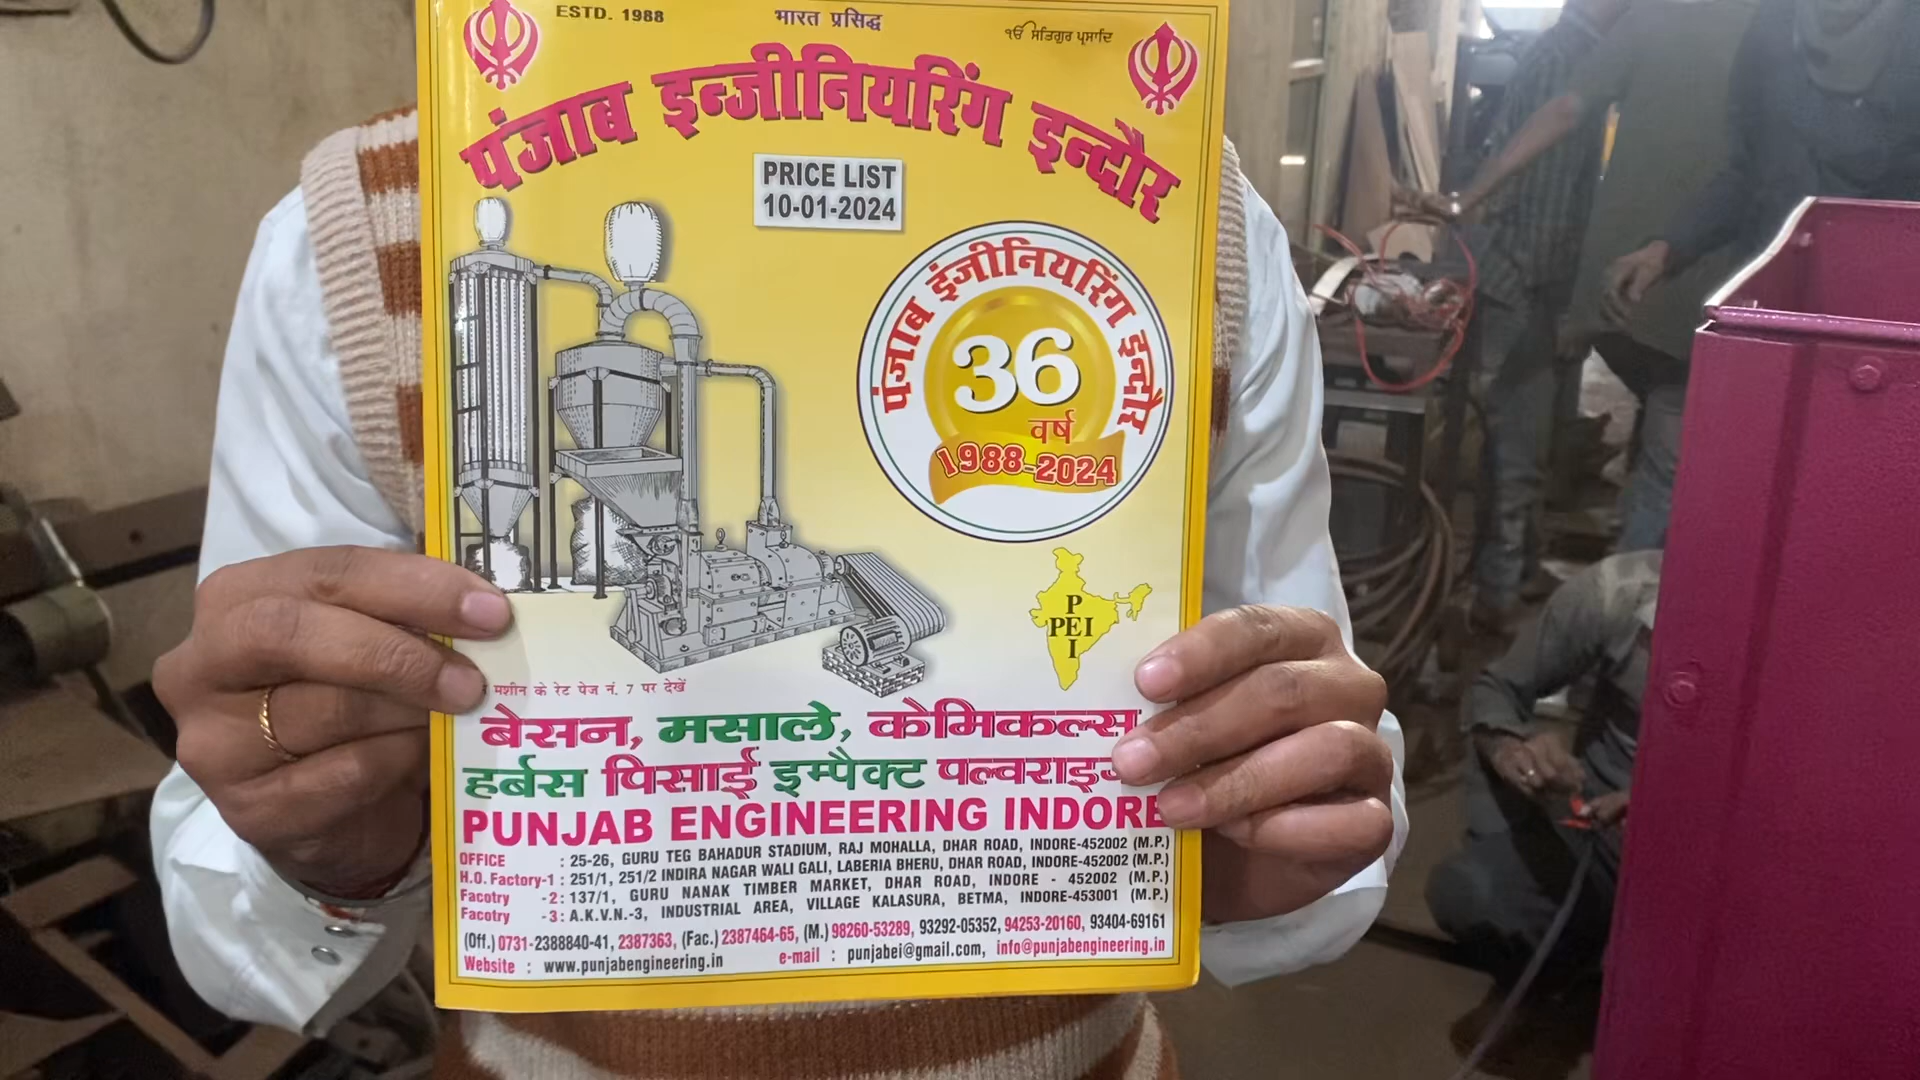 ESTD. 1988
भारत प्रसिद्ध
ੴ ਸਤਿਗੁਰ ਪ੍ਰਸਾਦਿ
पंजाब इन्जीनियरिंग इन्दौर
PRICE LIST
10-01-2024
पंजाब इंजीनियरिंग इन्दौर
36
वर्ष
1988-2024
P
PEI
I
मशीन के रेट पेज नं. 7 पर देखें
बेसन, मसाले, केमिकल्स
हर्बस पिसाई इम्पैक्ट
PUNJAB ENGINEERING INDORE
OFFICE : 25-26, GURU TEG BAHADUR STADIUM, RAJ MOHALLA, DHAR ROAD, INDORE-452002 (M.P.)
H.O. Factory-1 : 251/1, 251/2 INDIRA NAGAR WALI GALI, LABERIA BHERU, DHAR ROAD, INDORE-452002 (M.P.)
Facotry -2 : 137/1, GURU NANAK TIMBER MARKET, DHAR ROAD, INDORE - 452002 (M.P.)
Facotry -3 : A.K.V.N.-3, INDUSTRIAL AREA, VILLAGE KALASURA, BETMA, INDORE-453001 (M.P.)
(Off.) 0731-2388840-41, 2387363, (Fac.) 2387464-65, (M.) 98260-53289, 93292-05352, 94253-20160, 93404-69161
Website : www.punjabengineering.in e-mail : punjabei@gmail.com, info@punjabengineering.in